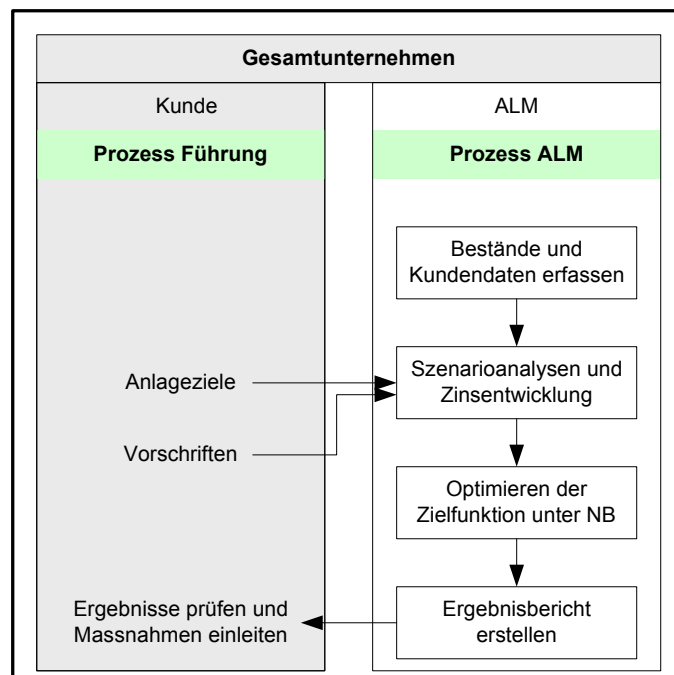 Gesamtunternehmen
Kunde
Prozess Führung
Anlageziele
Vorschriften
Ergebnisse prüfen und
Massnahmen einleiten
ALM
Prozess ALM
Bestände und
Kundendaten erfassen
Szenarioanalysen und
Zinsentwicklung
Optimieren der
Zielfunktion unter NB
Ergebnisbericht
erstellen